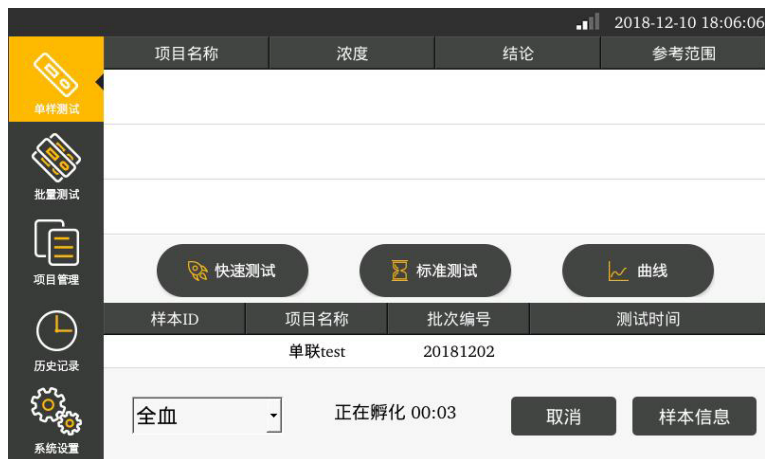 2018-12-10 18:06:06
项目名称 浓度 结论 参考范围
单样测试
批量测试
项目管理
历史记录
系统设置
快速测试 标准测试 曲线
样本ID 项目名称 批次编号 测试时间
单联test 20181202
全血 正在孵化 00:03 取消 样本信息